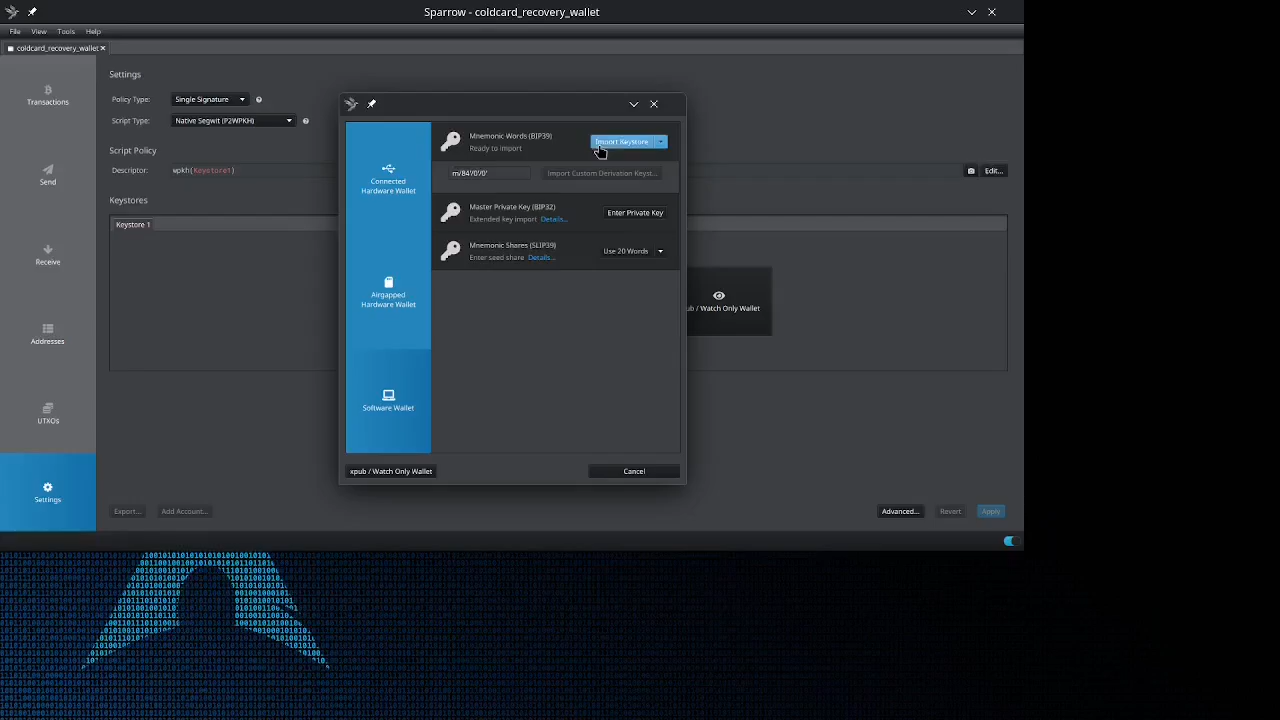 Sparrow - coldcard_recovery_wallet
File View Tools Help
coldcard_recovery_wallet
Transactions
Send
Receive
Addresses
UTXOs
Settings
Settings
Policy Type: Single Signature
Script Type: Native Segwit (P2WPKH)
Script Policy
Descriptor: wpkh(Keystore1) Edit...
Keystores
Keystore 1
ub / Watch Only Wallet
Export... Add Account... Advanced... Revert Apply
Connected
Hardware Wallet
Airgapped
Hardware Wallet
Software Wallet
Mnemonic Words (BIP39)
Ready to import
Import Keystore
m/84'/0'/0' Import Custom Derivation Keyst...
Master Private Key (BIP32)
Extended key import Details...
Enter Private Key
Mnemonic Shares (SLIP39)
Enter seed share Details...
Use 20 Words
xpub / Watch Only Wallet Cancel